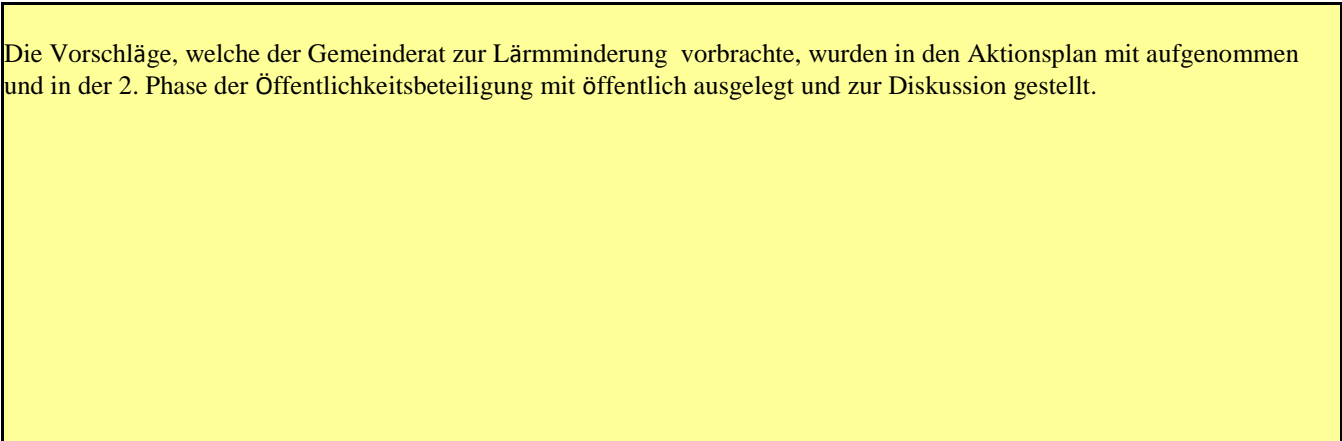 Die Vorschläge, welche der Gemeinderat zur Lärmminderung  vorbrachte, wurden in den Aktionsplan mit aufgenommen
und in der 2. Phase der Öffentlichkeitsbeteiligung mit öffentlich ausgelegt und zur Diskussion gestellt.